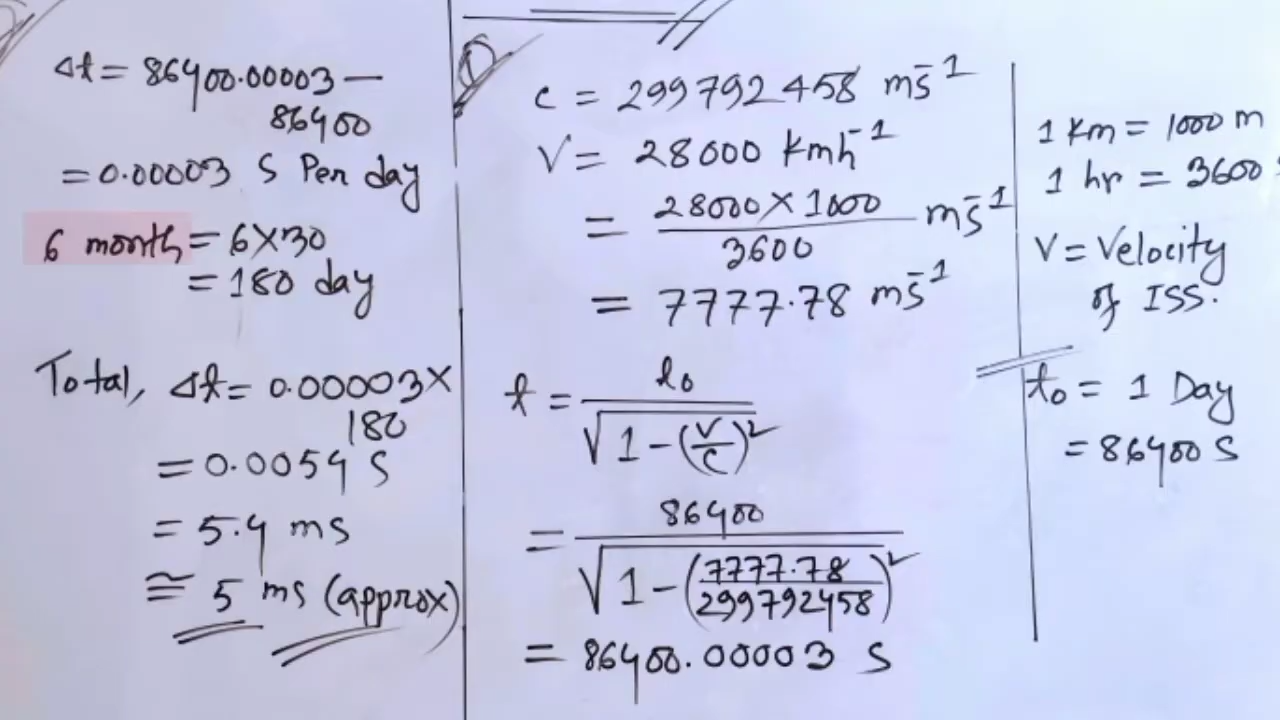 Δt = 86400.00003 —
86400
= 0.00003 S Per day
6 month = 6×30
= 180 day
Total, Δt = 0.00003 ×
180
= 0.0054 S
= 5.4 ms
≅ 5 ms (approx)
c = 299792458 ms⁻¹
V = 28000 Kmh⁻¹
= 28000 × 1000 / 3600 ms⁻¹
= 7777.78 ms⁻¹
t = t₀ / √1 − (V/C)²
= 86400 / √1 − (7777.78 / 299792458)²
= 86400.00003 S
1 Km = 1000 m
1 hr = 3600 S
V = Velocity
of ISS.
t₀ = 1 Day
= 86400 S